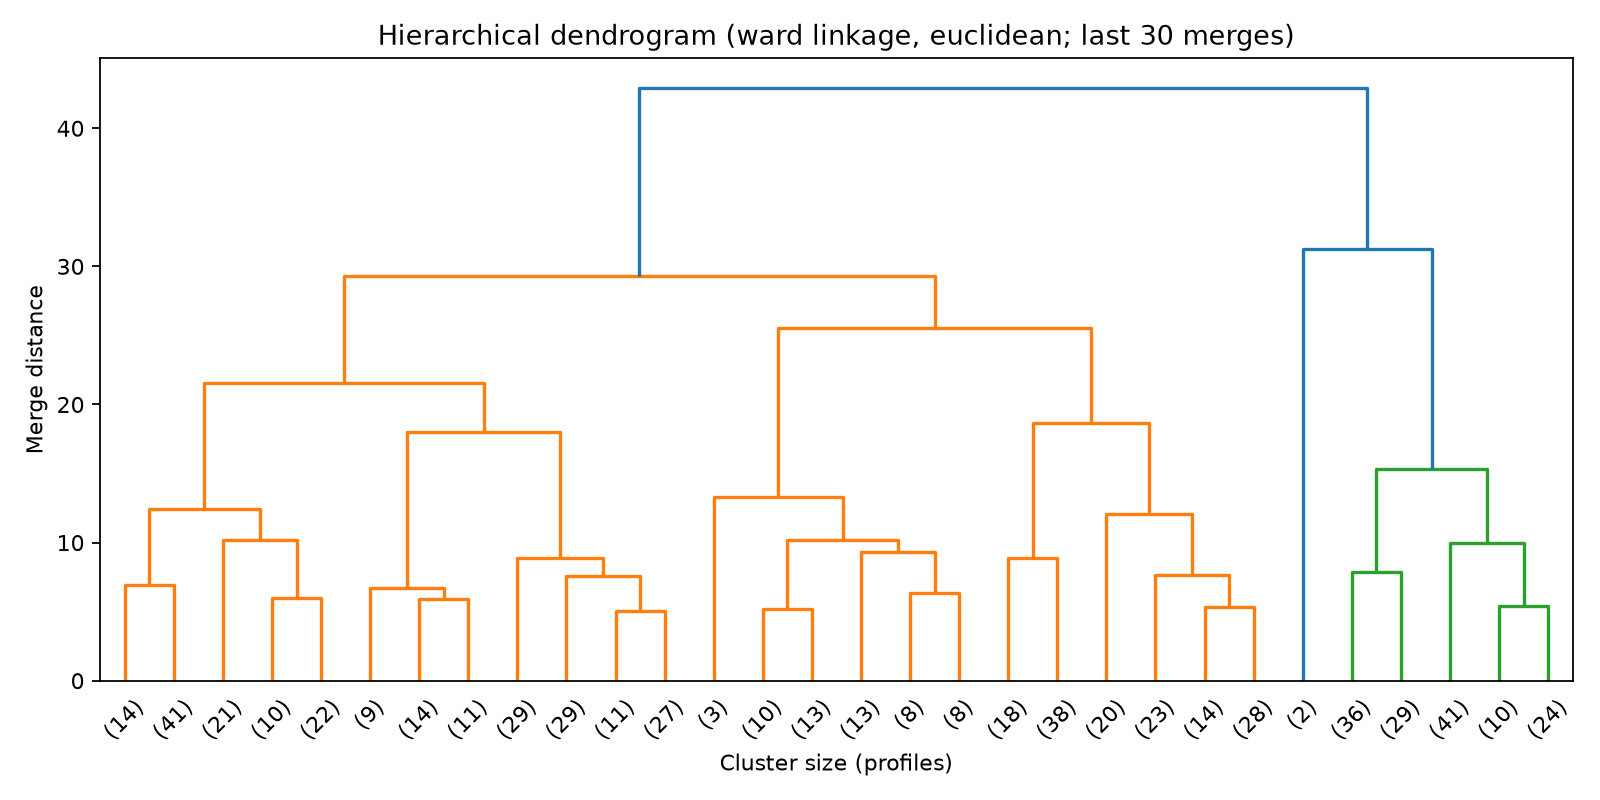 Hierarchical dendrogram (ward linkage, euclidean; last 30 merges)
Merge distance
40
30
20
10
0
(14) (41) (21) (10) (22) (9) (14) (11) (29) (29) (11) (27) (3) (10) (13) (13) (8) (8) (18) (38) (20) (23) (14) (28) (2) (36) (29) (41) (10) (24)
Cluster size (profiles)